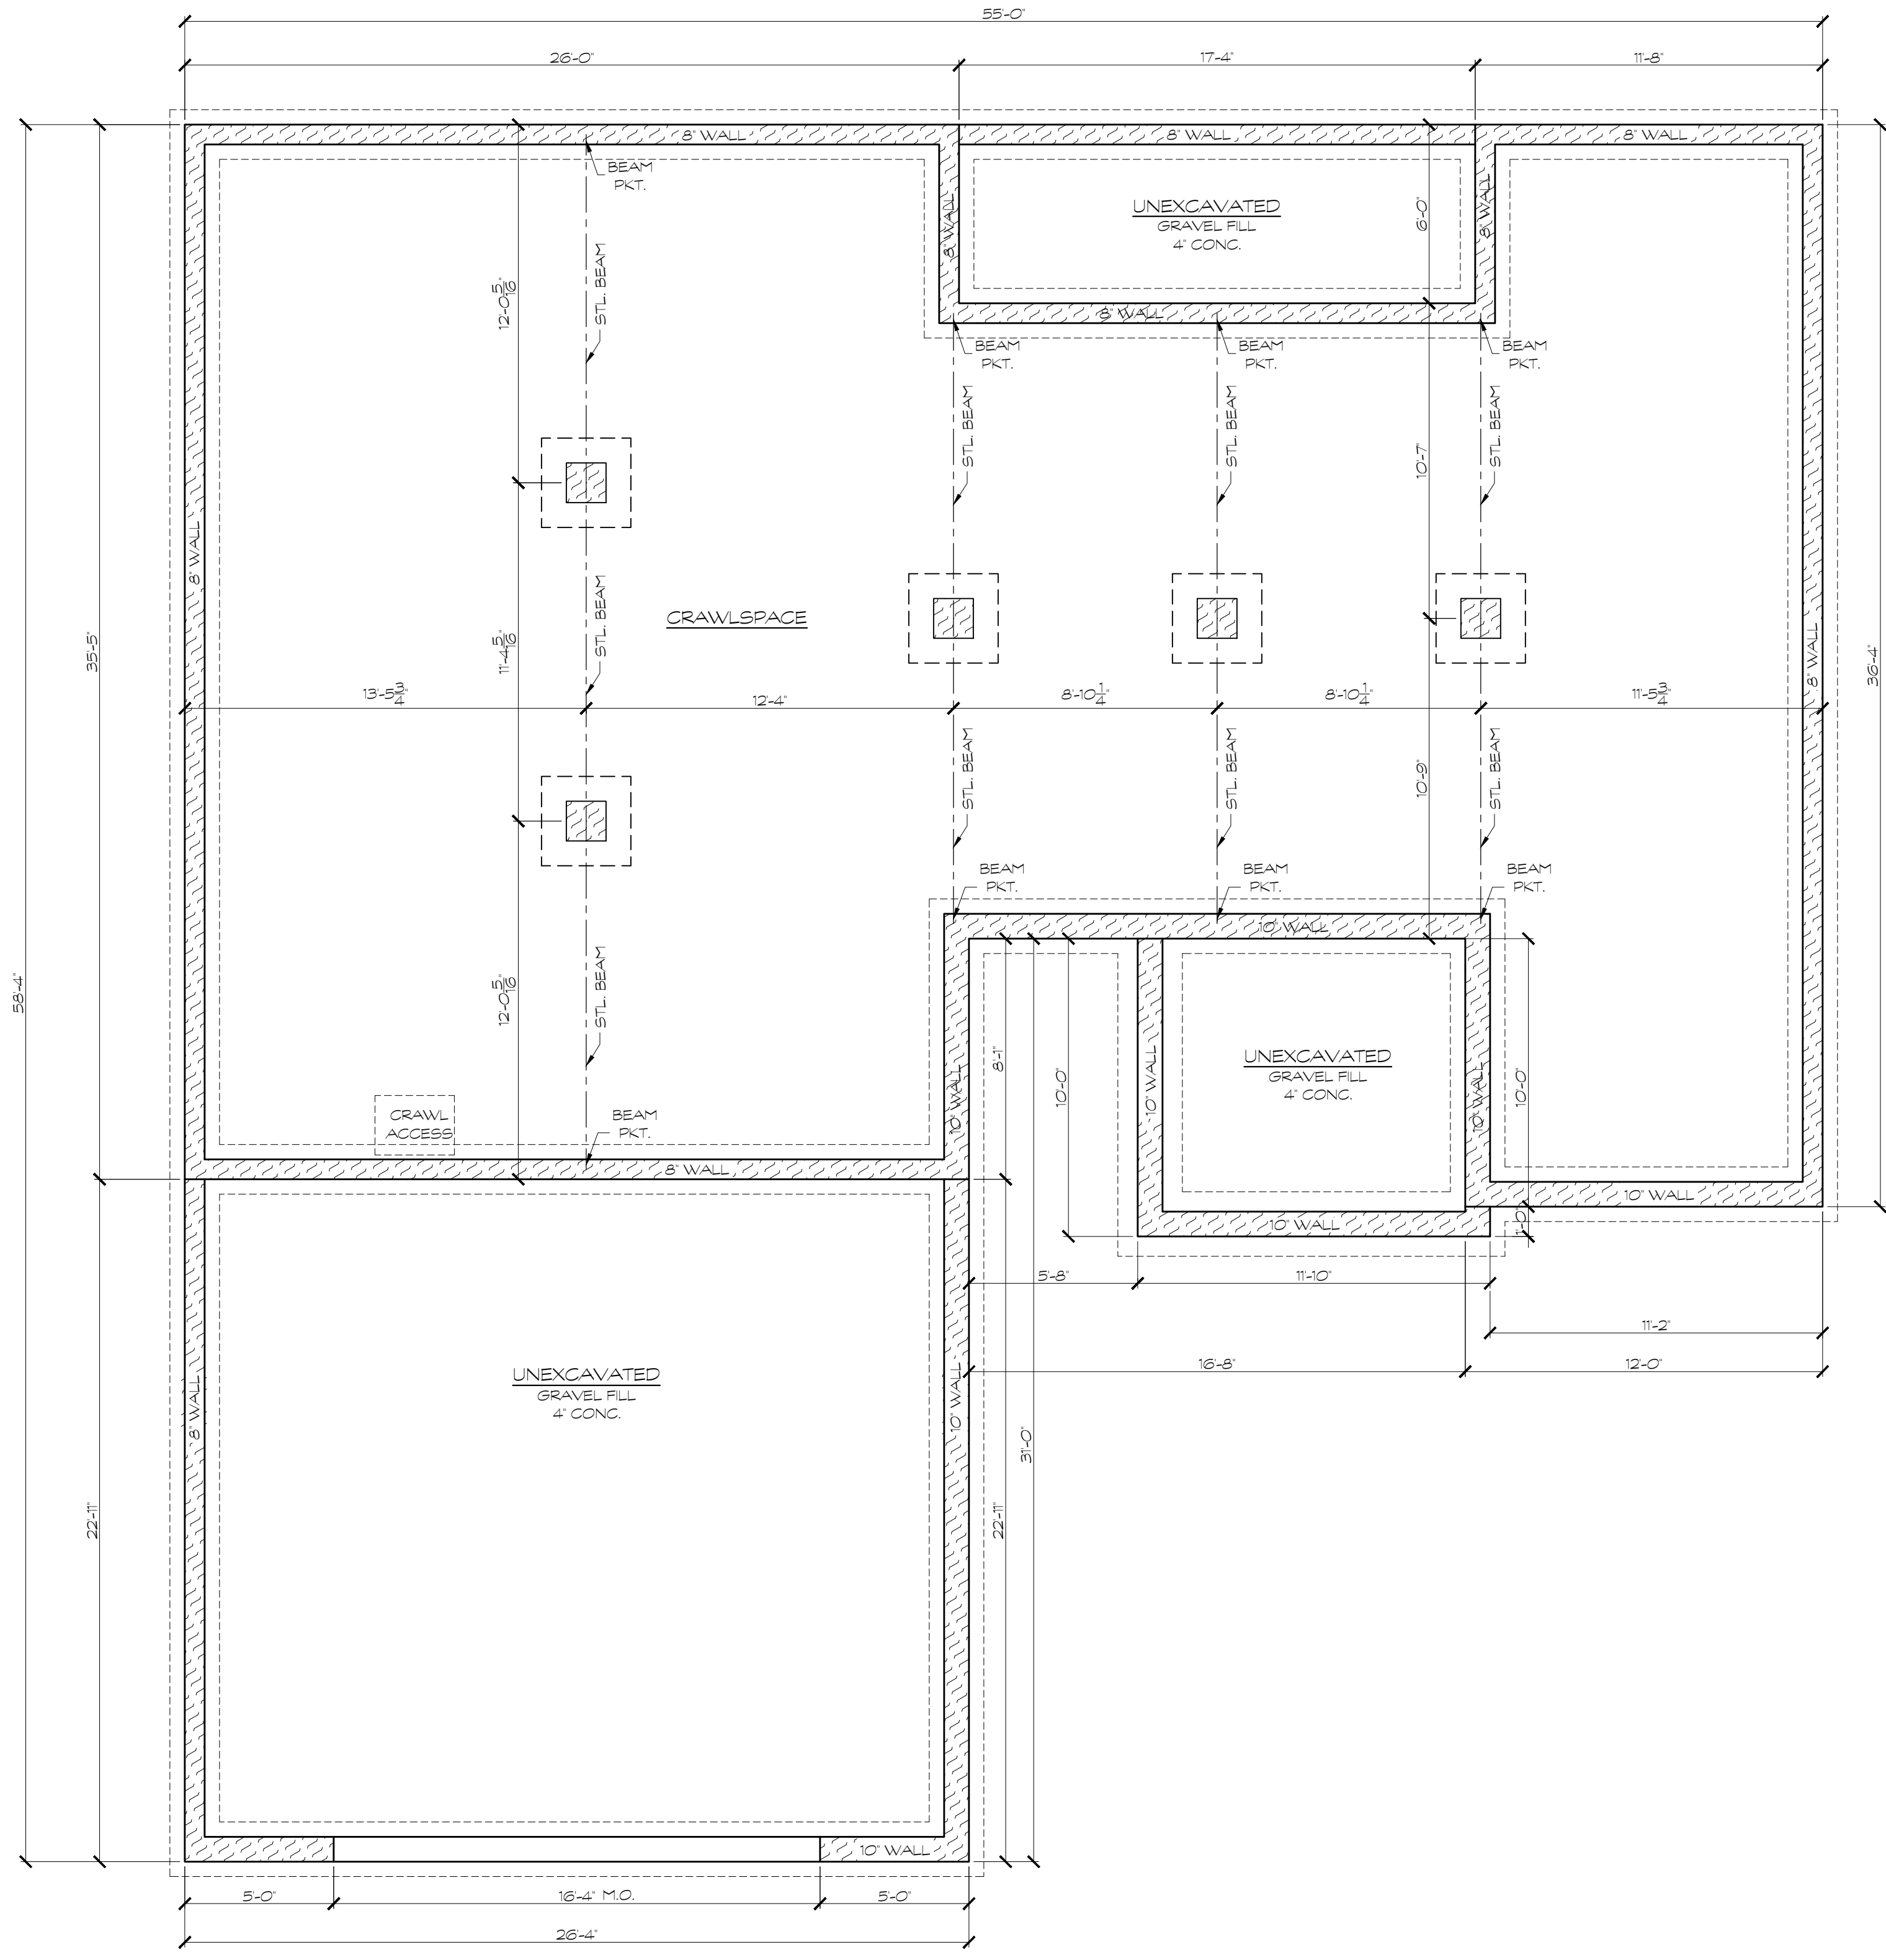 55'-0"
26'-0"
17'-4"
11'-8"
8" WALL
8" WALL
8" WALL
BEAM
PKT.
8" WALL
UNEXCAVATED
GRAVEL FILL
4" CONC.
6'-0"
8" WALL
12'-0 5/16"
STL. BEAM
8" WALL
BEAM
PKT.
BEAM
PKT.
BEAM
PKT.
STL. BEAM
STL. BEAM
10'-7"
STL. BEAM
8" WALL
35'-5"
11'-4 5/16"
STL. BEAM
CRAWLSPACE
8" WALL
36'-4"
13'-5 3/4"
12'-4"
8'-10 1/4"
8'-10 1/4"
11'-5 3/4"
STL. BEAM
STL. BEAM
10'-9"
STL. BEAM
BEAM
PKT.
BEAM
PKT.
BEAM
PKT.
10" WALL
58'-4"
12'-0 5/16"
STL. BEAM
CRAWL
ACCESS
BEAM
PKT.
8" WALL
10" WALL
8'-1"
10'-0"
10" WALL
UNEXCAVATED
GRAVEL FILL
4" CONC.
10" WALL
10'-0"
10" WALL
10" WALL
1'-0"
5'-8"
11'-10"
11'-2"
16'-8"
12'-0"
22'-11"
8" WALL
UNEXCAVATED
GRAVEL FILL
4" CONC.
10" WALL
22'-11"
31'-0"
10" WALL
5'-0"
16'-4" M.O.
5'-0"
26'-4"